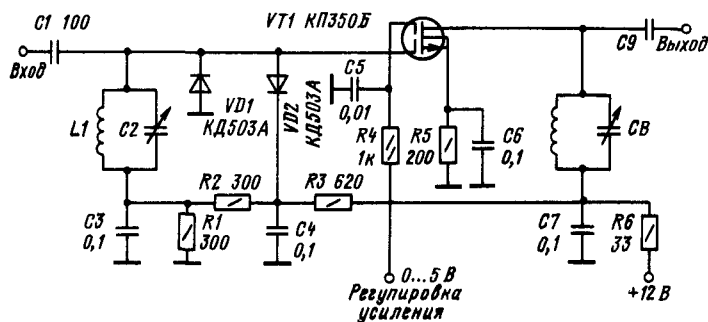 VT1 КП350Б
C1 100
Вход
C9
Выход
C5
0,01
VD1
КД503А
VD2
КД503А
L1
C2
R4
1к
R5
200
C6
0,1
C8
R2 300
R3 620
C3
0,1
R1
300
C4
0,1
C7
0,1
R6
33
0...5 В
Регулировка
усиления
+12 В